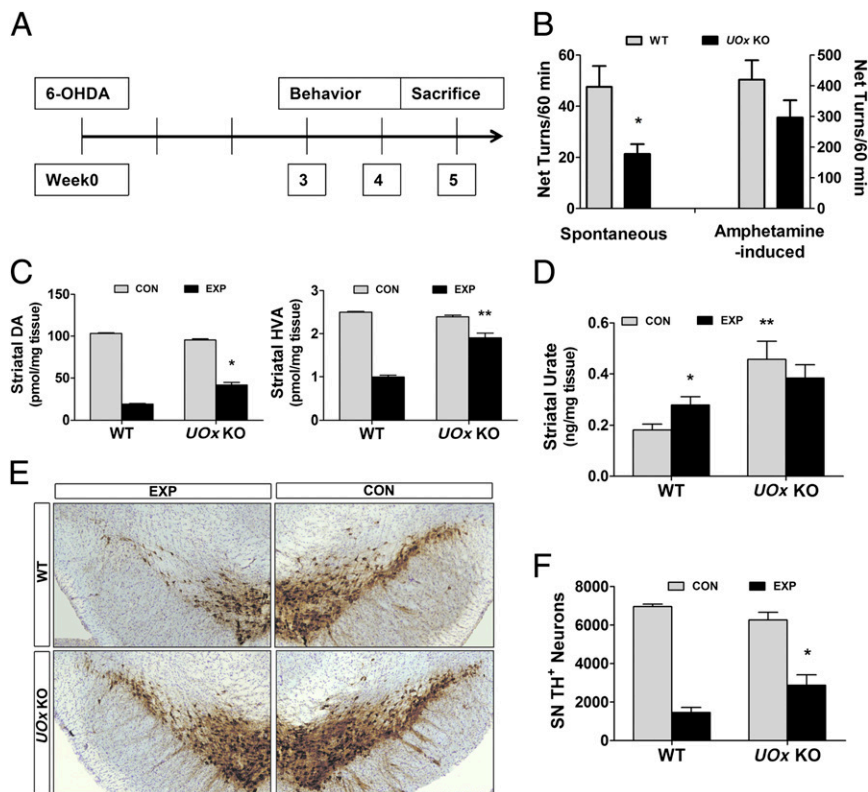 A
6-OHDA
Behavior
Sacrifice
Week0
3
4
5
B
WT
UOx KO
Net Turns/60 min
60
40
20
0
*
500
400
300
200
100
0
Net Turns/60 min
Spontaneous
Amphetamine
-induced
C
CON
EXP
Striatal DA
(pmol/mg tissue)
150
100
50
0
*
WT
UOx KO
CON
EXP
Striatal HVA
(pmol/mg tissue)
3
2
1
0
**
WT
UOx KO
D
CON
EXP
Striatal Urate
(ng/mg tissue)
0.6
0.4
0.2
0.0
*
**
WT
UOx KO
E
EXP
CON
WT
UOx KO
F
CON
EXP
SN TH+ Neurons
8000
6000
4000
2000
0
*
WT
UOx KO